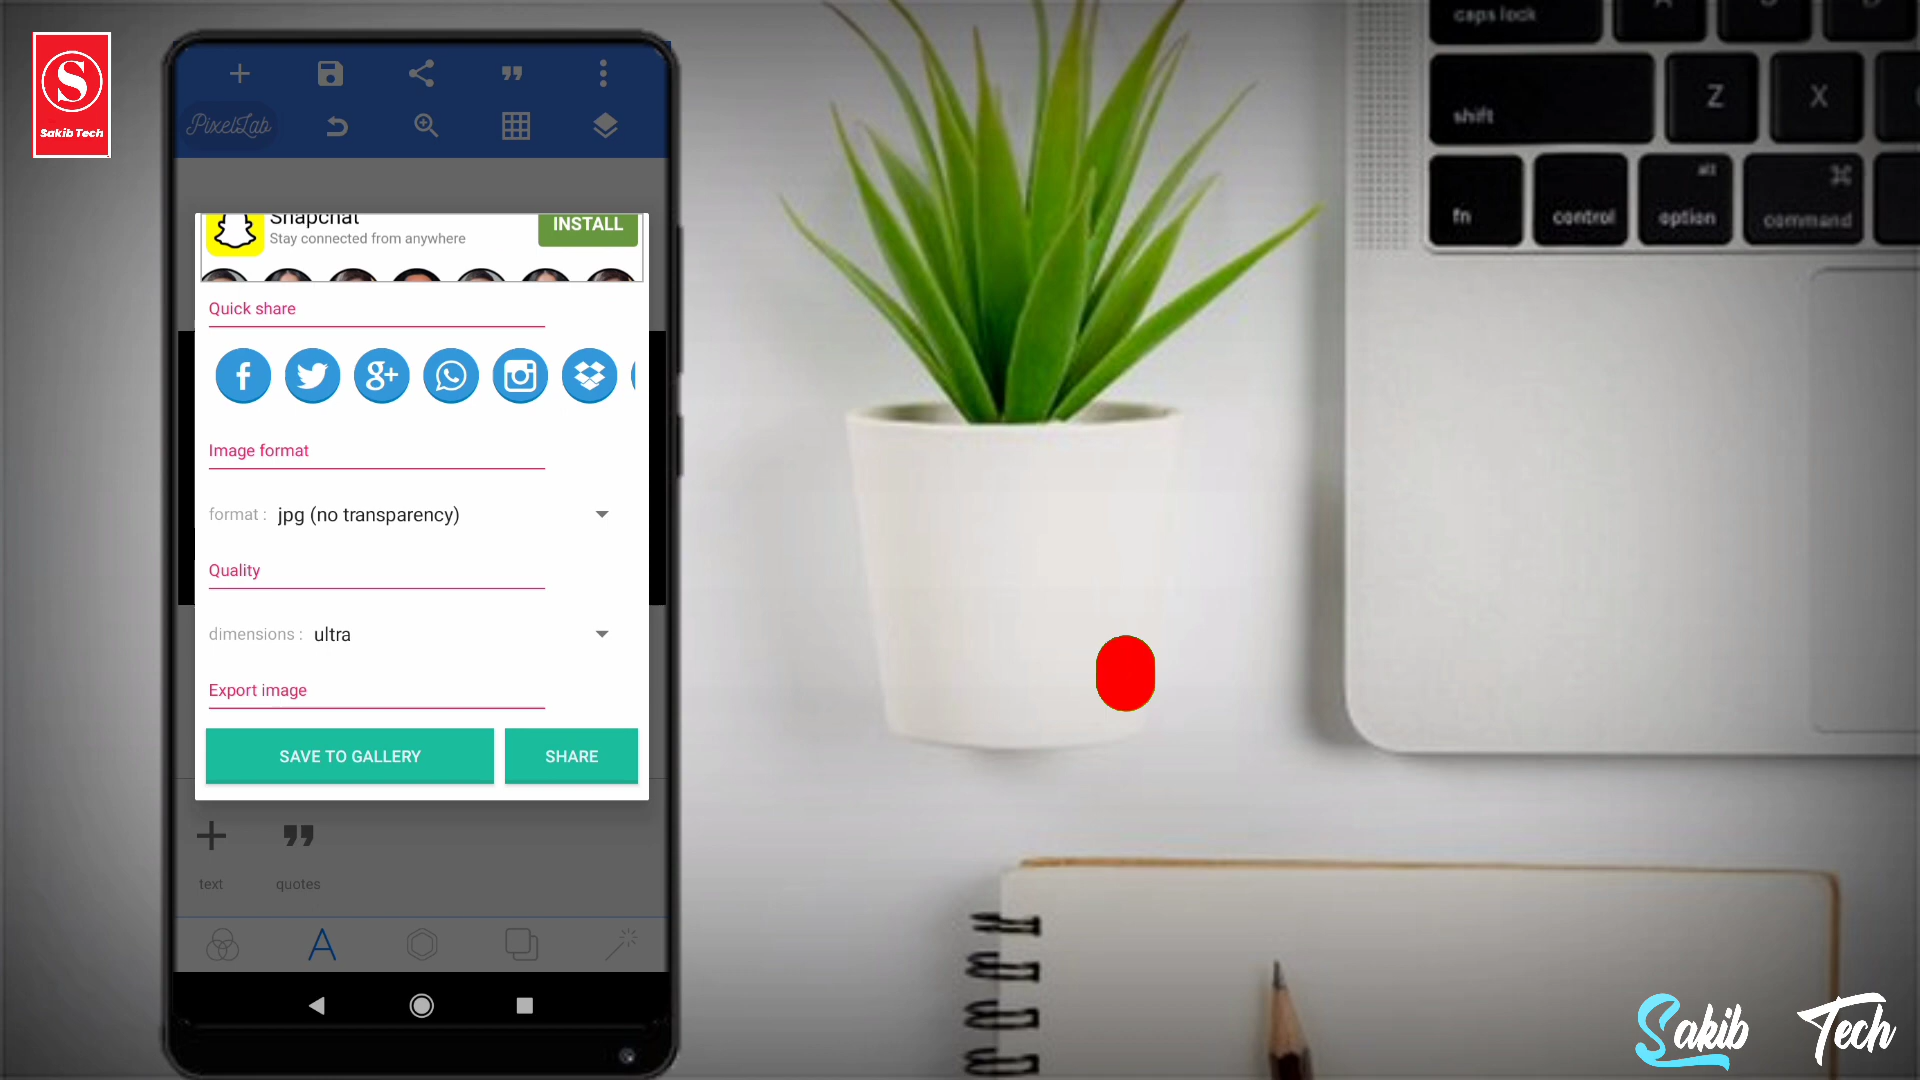 S
Sakib Tech
PixelLab
Snapchat
Stay connected from anywhere
INSTALL
Quick share
f
g+
Image format
format : jpg (no transparency)
Quality
dimensions : ultra
Export image
SAVE TO GALLERY
SHARE
text
quotes
A
caps lock
shift
Z
X
alt
fn
control
option
command
Sakib Tech